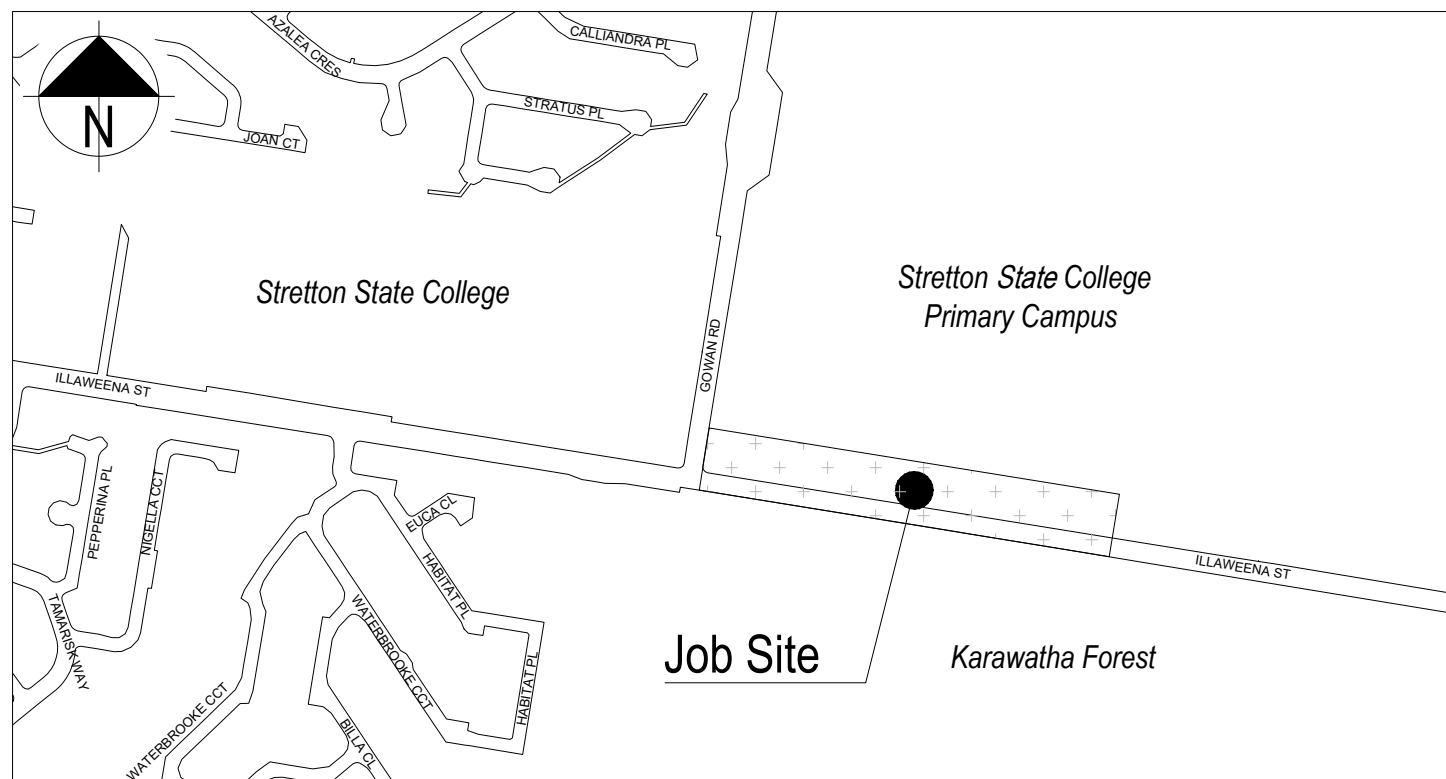 AZALEA CRES
CALLIANDRA PL
STRATUS PL
N
JOAN CT
Stretton State College
Stretton State College
Primary Campus
GOWAN RD
ILLAWEENA ST
PEPPERINA PL
NIGELLA CCT
EUCA CL
HABITAT PL
ILLAWEENA ST
TAMARISK WAY
WATERBROOKE CCT
Job Site
Karawatha Forest
HABITAT PL
WATERBROOKE CCT
BILLA CL